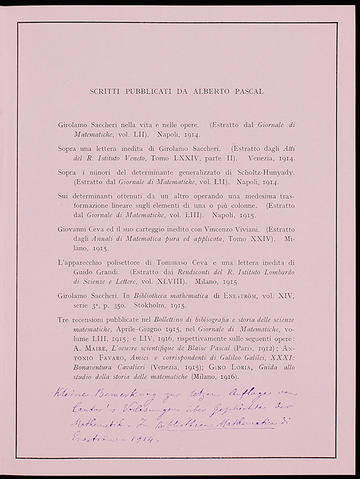 SCRITTI PUBBLICATI DA ALBERTO PASCAL
Girolamo Saccheri nella vita e nelle opere. (Estratto dal Giornale di
Matematiche, vol. LII). Napoli, 1914.
Sopra una lettera inedita di Girolamo Saccheri. (Estratto dagli Atti
del R. Istituto Veneto, Tomo LXXIV, parte II). Venezia, 1914.
Sopra i minori del determinante generalizzato di Scholtz-Hunyady.
(Estratto dal Giornale di Matematiche, vol. LII). Napoli, 1914.
Sui determinanti ottenuti da un altro operando una medesima tras-
formazione lineare sugli elementi di una o più colonne. (Estratto
dal Giornale di Matematiche, vol. LIII). Napoli, 1915.
Giovanni Ceva ed il suo carteggio inedito con Vincenzo Viviani. (Estratto
dagli Annali di Matematica pura ed applicata, Tomo XXIV). Mi-
lano, 1915.
L'apparecchio polisettore di Tommaso Ceva e una lettera inedita di
Guido Grandi. (Estratto dai Rendiconti del R. Istituto Lombardo
di Scienze e Lettere, vol. XLVIII). Milano, 1915
Girolamo Saccheri. In Bibliotheca mathematica di ENESTRÖM, vol. XIV,
serie 3ª, p. 350. Stokholm, 1915.
Tre recensioni pubblicate nel Bollettino di bibliografia e storia delle scienze
matematiche, Aprile-Giugno 1915, nel Giornale di Matematiche, vo-
lume LIII, 1915; e LIV, 1916, rispettivamente sulle seguenti opere:
A. MAIRE, L'oeuvre scientifique de Blaise Pascal (Paris, 1912); AN-
TONIO FAVARO, Amici e corrispondenti di Galileo Galilei, XXXI:
Bonaventura Cavalieri (Venezia, 1915); GINO LORIA, Guida allo
studio della storia delle matematiche (Milano, 1916).
Kleine Bemerkung zur letzten Auflage von
Cantor's Vorlesungen über Geschichte der
Mathematik - In Bibliotheca Mathematica di
Eneström - 1914.